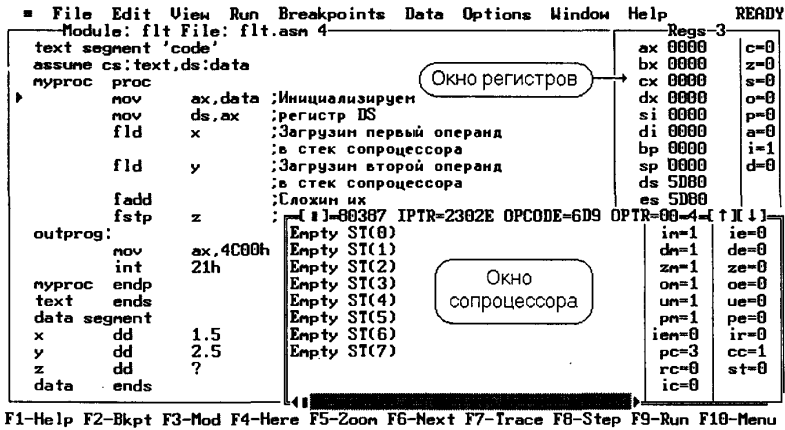 ≡ File Edit View Run Breakpoints Data Options Window Help READY
Module: flt File: flt.asm 4
Regs 3
text segment 'code'
ax 0000 c=0
assume cs:text,ds:data
bx 0000 z=0
myproc proc
Окно регистров
cx 0000 s=0
mov ax,data ;Инициализируем
dx 0000 o=0
mov ds,ax ;регистр DS
si 0000 p=0
fld x ;Загрузим первый операнд
di 0000 a=0
;в стек сопроцессора
bp 0000 i=1
fld y ;Загрузим второй операнд
sp 0000 d=0
;в стек сопроцессора
ds 5D80
fadd ;Сложим их
es 5D80
fstp z ;
[■]=80387 IPTR=2302E OPCODE=6D9 OPTR=00=4=[↑][↓]
outprog:
Empty ST(0) im=1 ie=0
mov ax,4C00h
Empty ST(1) dm=1 de=0
int 21h
Empty ST(2) zm=1 ze=0
myproc endp
Empty ST(3) om=1 oe=0
text ends
Empty ST(4) um=1 ue=0
data segment
Empty ST(5) pm=1 pe=0
x dd 1.5
Empty ST(6) iem=0 ir=0
y dd 2.5
Empty ST(7) pc=3 cc=1
z dd ?
rc=0 st=0
data ends
ic=0
Окно
сопроцессора
F1-Help F2-Bkpt F3-Mod F4-Here F5-Zoom F6-Next F7-Trace F8-Step F9-Run F10-Menu